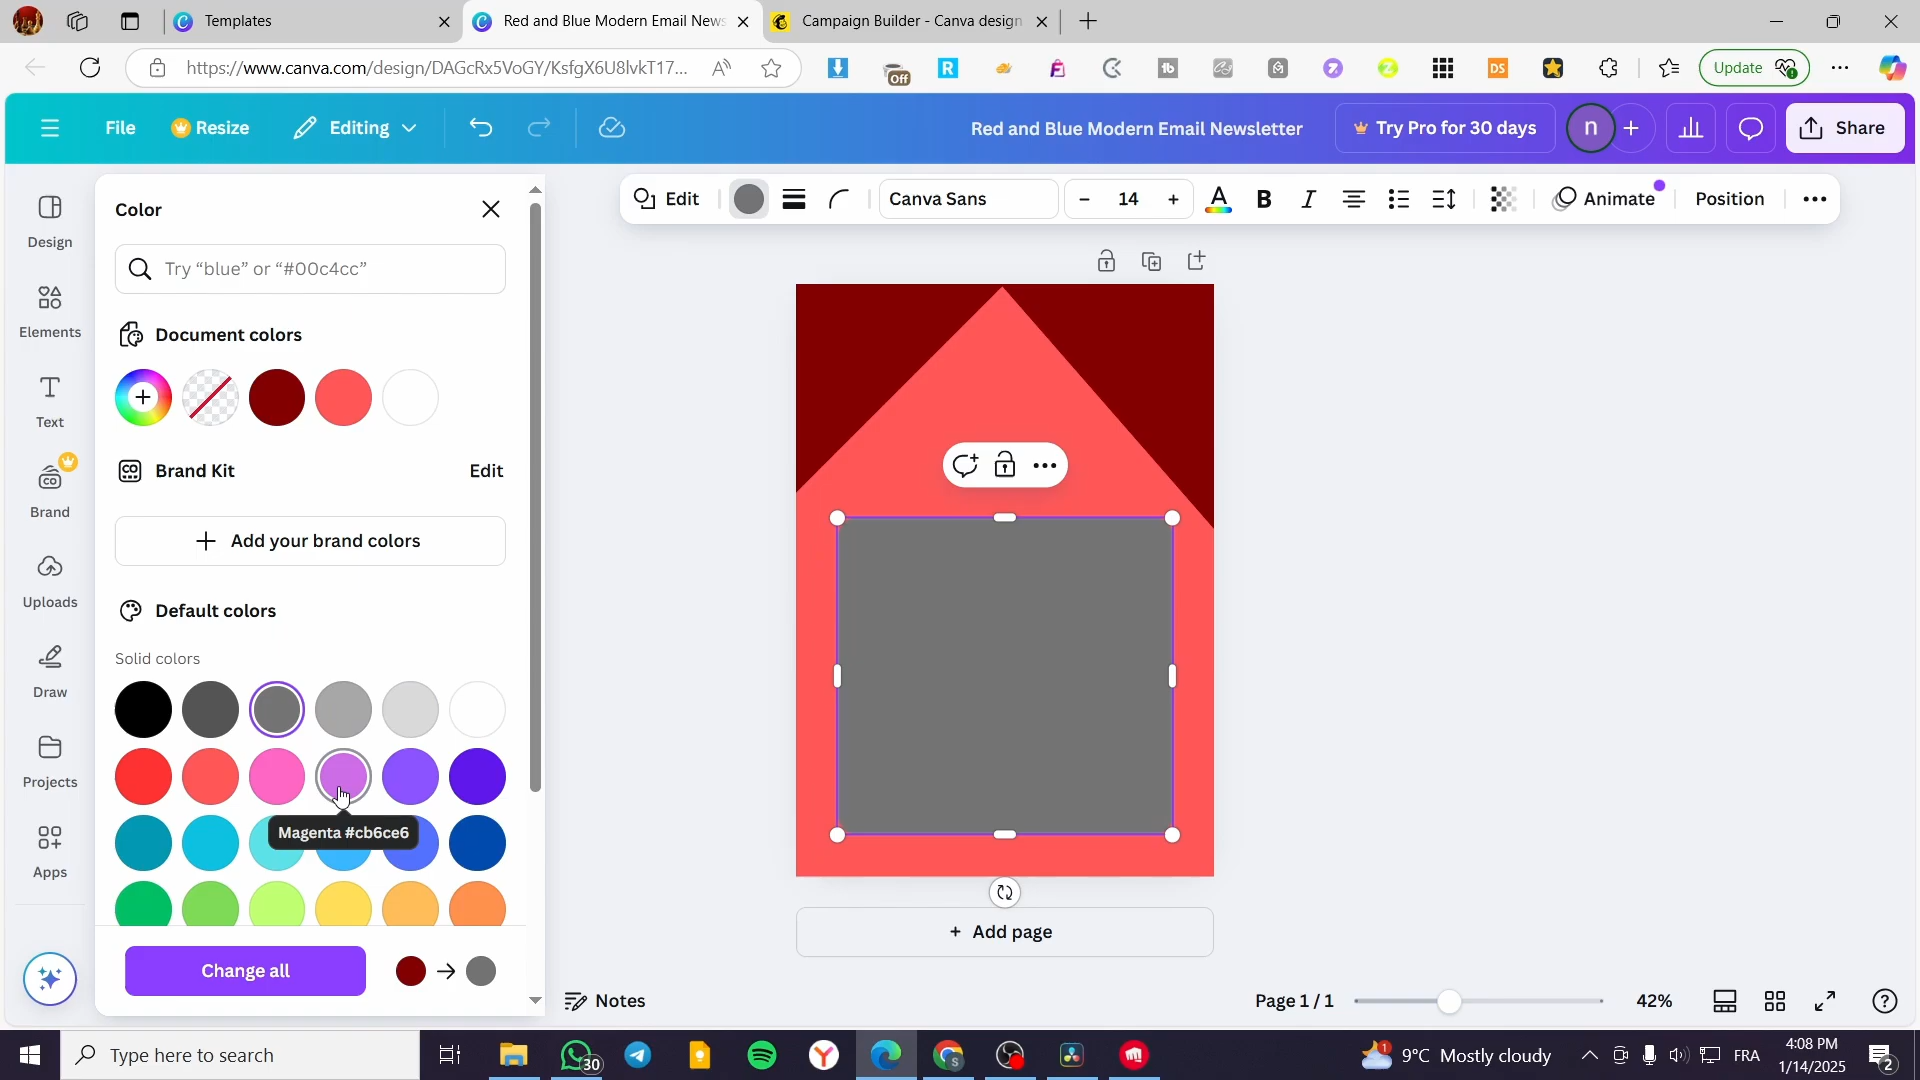 Templates
Red and Blue Modern Email News
Campaign Builder - Canva design
https://www.canva.com/design/DAGcRx5VoGY/KsfgX6U8lvkT17...
Off
Update
File
Resize
Editing
Red and Blue Modern Email Newsletter
Try Pro for 30 days
n
Share
Color
Edit
Canva Sans
14
Animate
Position
Design
Try “blue” or “#00c4cc”
Elements
Document colors
Text
Brand Kit
Edit
Brand
Add your brand colors
Uploads
Default colors
Solid colors
Draw
Projects
Magenta #cb6ce6
Apps
Add page
Change all
Notes
Page 1 / 1
42%
Type here to search
30
9°C Mostly cloudy
FRA
4:08 PM
1/14/2025
2